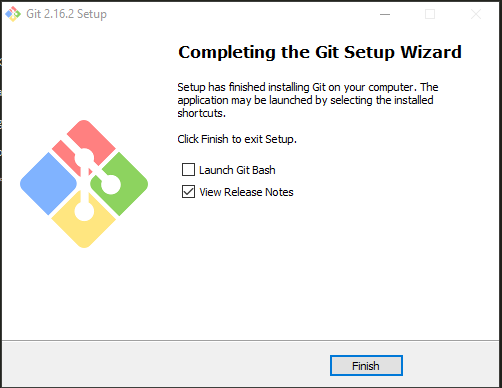 Git 2.16.2 Setup
Completing the Git Setup Wizard
Setup has finished installing Git on your computer. The
application may be launched by selecting the installed
shortcuts.
Click Finish to exit Setup.
Launch Git Bash
View Release Notes
Finish